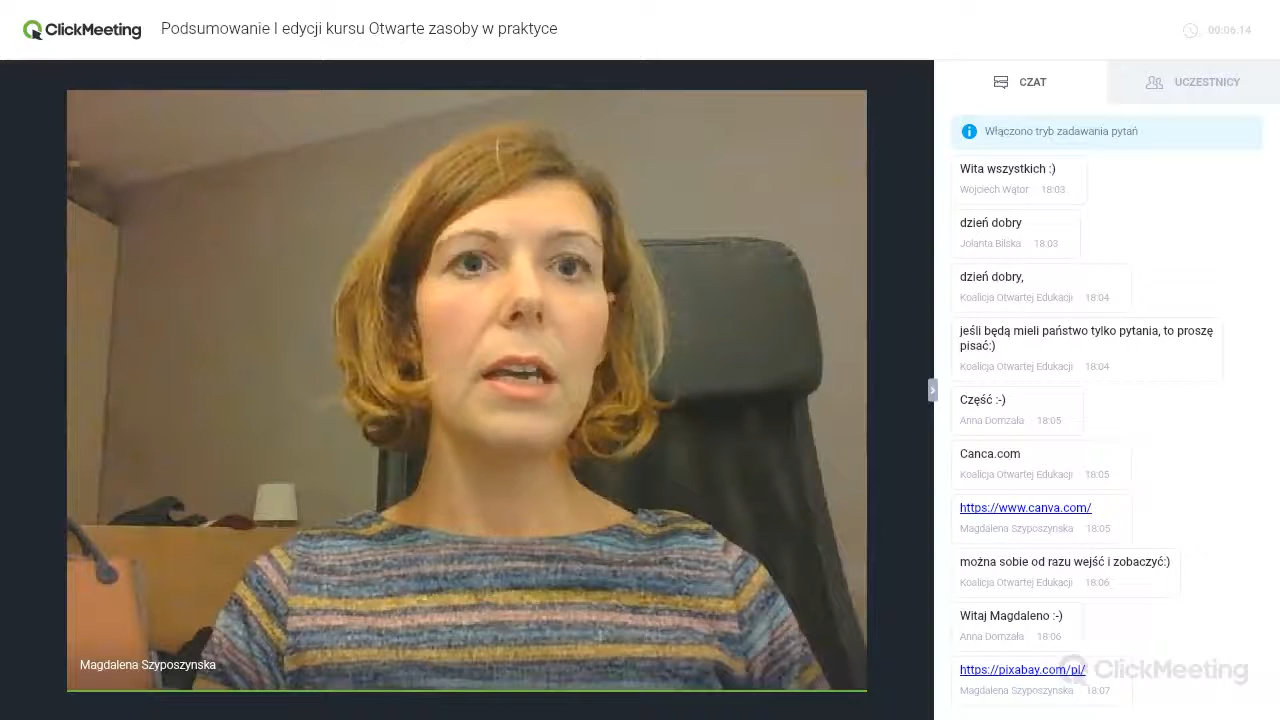 ClickMeeting
Podsumowanie I edycji kursu Otwarte zasoby w praktyce
00:06:14
CZAT
UCZESTNICY
Włączono tryb zadawania pytań
Wita wszystkich :)
Wojciech Wątor 18:03
dzień dobry
Jolanta Bilska 18:03
dzień dobry,
Koalicja Otwartej Edukacji 18:04
jeśli będą mieli państwo tylko pytania, to proszę
pisać:)
Koalicja Otwartej Edukacji 18:04
Część :-)
Anna Domżała 18:05
Canca.com
Koalicja Otwartej Edukacji 18:05
https://www.canva.com/
Magdalena Szyposzynska 18:05
można sobie od razu wejść i zobaczyć:)
Koalicja Otwartej Edukacji 18:06
Witaj Magdaleno :-)
Anna Domżała 18:06
https://pixabay.com/pl/
Magdalena Szyposzynska 18:07
Magdalena Szyposzynska
ClickMeeting